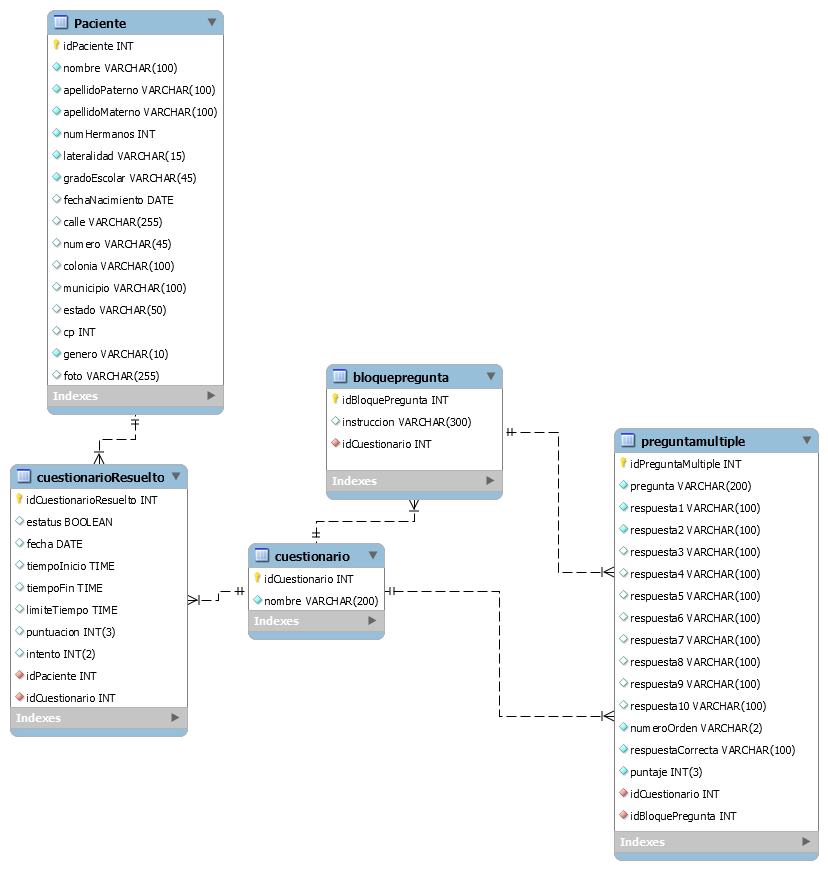 Paciente
idPaciente INT
nombre VARCHAR(100)
apellidoPaterno VARCHAR(100)
apellidoMaterno VARCHAR(100)
numHermanos INT
lateralidad VARCHAR(15)
gradoEscolar VARCHAR(45)
fechaNacimiento DATE
calle VARCHAR(255)
numero VARCHAR(45)
colonia VARCHAR(100)
municipio VARCHAR(100)
estado VARCHAR(50)
cp INT
genero VARCHAR(10)
foto VARCHAR(255)
Indexes
cuestionarioResuelto
idCuestionarioResuelto INT
estatus BOOLEAN
fecha DATE
tiempoInicio TIME
tiempoFin TIME
limiteTiempo TIME
puntuacion INT(3)
intento INT(2)
idPaciente INT
idCuestionario INT
Indexes
bloquepregunta
idBloquePregunta INT
instruccion VARCHAR(300)
idCuestionario INT
Indexes
cuestionario
idCuestionario INT
nombre VARCHAR(200)
Indexes
preguntamultiple
idPreguntaMultiple INT
pregunta VARCHAR(200)
respuesta1 VARCHAR(100)
respuesta2 VARCHAR(100)
respuesta3 VARCHAR(100)
respuesta4 VARCHAR(100)
respuesta5 VARCHAR(100)
respuesta6 VARCHAR(100)
respuesta7 VARCHAR(100)
respuesta8 VARCHAR(100)
respuesta9 VARCHAR(100)
respuesta10 VARCHAR(100)
numeroOrden VARCHAR(2)
respuestaCorrecta VARCHAR(100)
puntaje INT(3)
idCuestionario INT
idBloquePregunta INT
Indexes